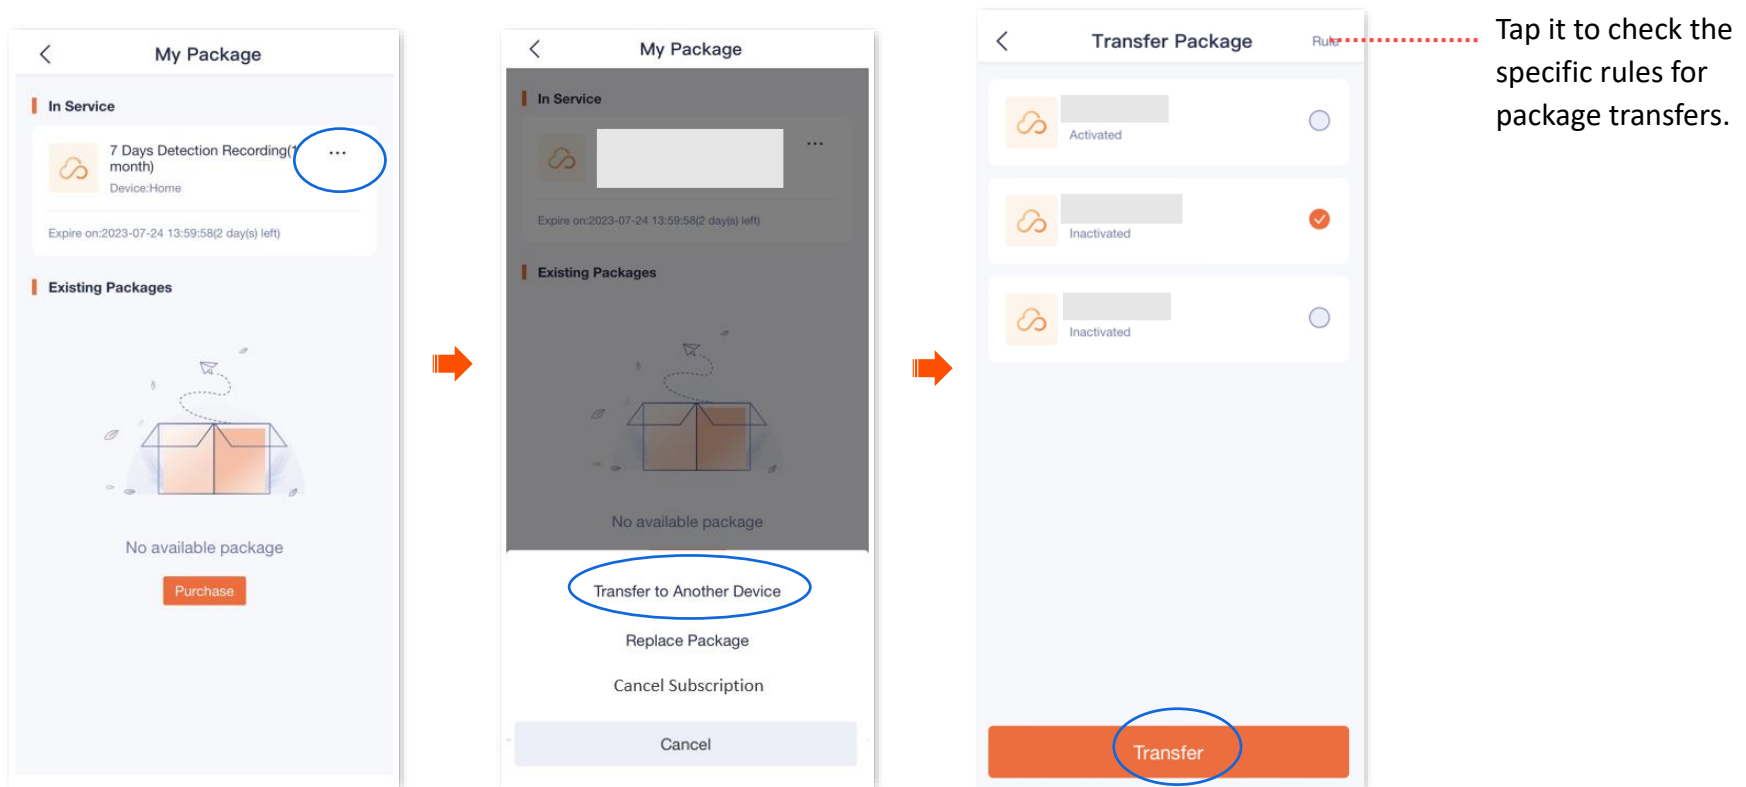 My Package
In Service
7 Days Detection Recording(1
month)
Device:Home
Expire on:2023-07-24 13:59:58(2 day(s) left)
Existing Packages
No available package
Purchase
My Package
In Service
Expire on:2023-07-24 13:59:58(2 day(s) left)
Existing Packages
No available package
Transfer to Another Device
Replace Package
Cancel Subscription
Cancel
Transfer Package
Rule
Activated
Inactivated
Inactivated
Transfer
Tap it to check the
specific rules for
package transfers.